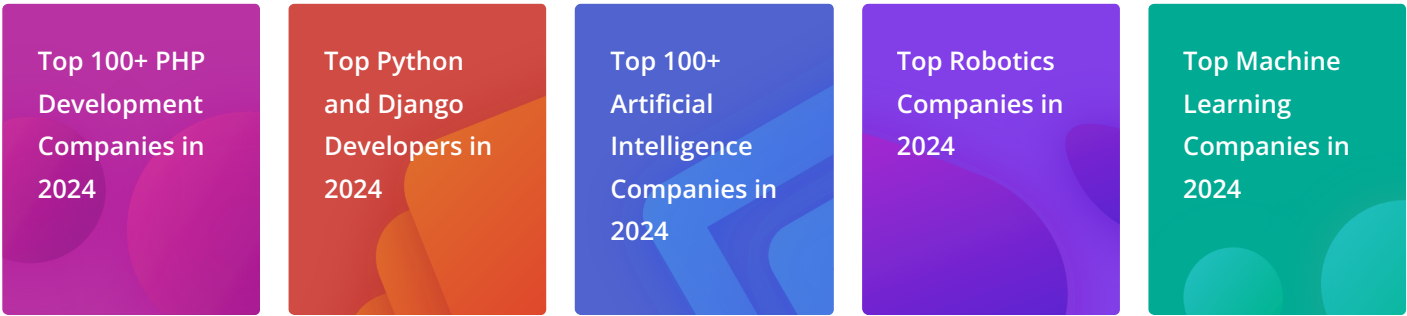 Top 100+ PHP
Development
Companies in
2024
Top Python
and Django
Developers in
2024
Top 100+
Artificial
Intelligence
Companies in
2024
Top Robotics
Companies in
2024
Top Machine
Learning
Companies in
2024